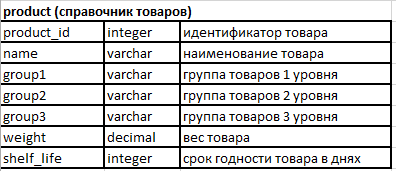 product (справочник товаров)
product_id integer идентификатор товара
name varchar наименование товара
group1 varchar группа товаров 1 уровня
group2 varchar группа товаров 2 уровня
group3 varchar группа товаров 3 уровня
weight decimal вес товара
shelf_life integer срок годности товара в днях